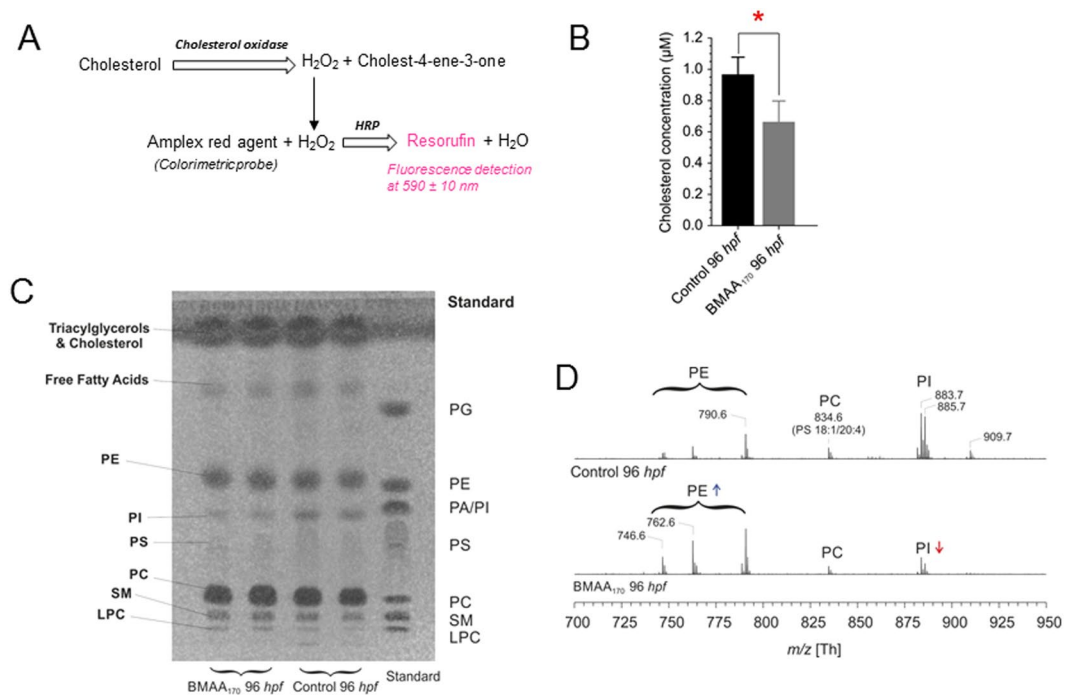 A
Cholesterol
Cholesterol oxidase
H₂O₂ + Cholest-4-ene-3-one
Amplex red agent + H₂O₂
HRP
Resorufin + H₂O
(Colorimetric probe)
Fluorescence detection
at 590 ± 10 nm
B
*
Cholesterol concentration (µM)
1.2
1.0
0.8
0.6
0.4
0.2
0.0
Control 96 hpf
BMAA₁₇₀ 96 hpf
C
Standard
Triacylglycerols
& Cholesterol
Free Fatty Acids
PG
PE
PE
PI
PA/PI
PS
PS
PC
PC
SM
SM
LPC
LPC
BMAA₁₇₀ 96 hpf
Control 96 hpf
Standard
D
PE
790.6
PC
834.6
(PS 18:1/20:4)
PI
883.7
885.7
909.7
Control 96 hpf
PE ↑
746.6
762.6
PC
PI ↓
BMAA₁₇₀ 96 hpf
700 725 750 775 800 825 850 875 900 925 950
m/z [Th]